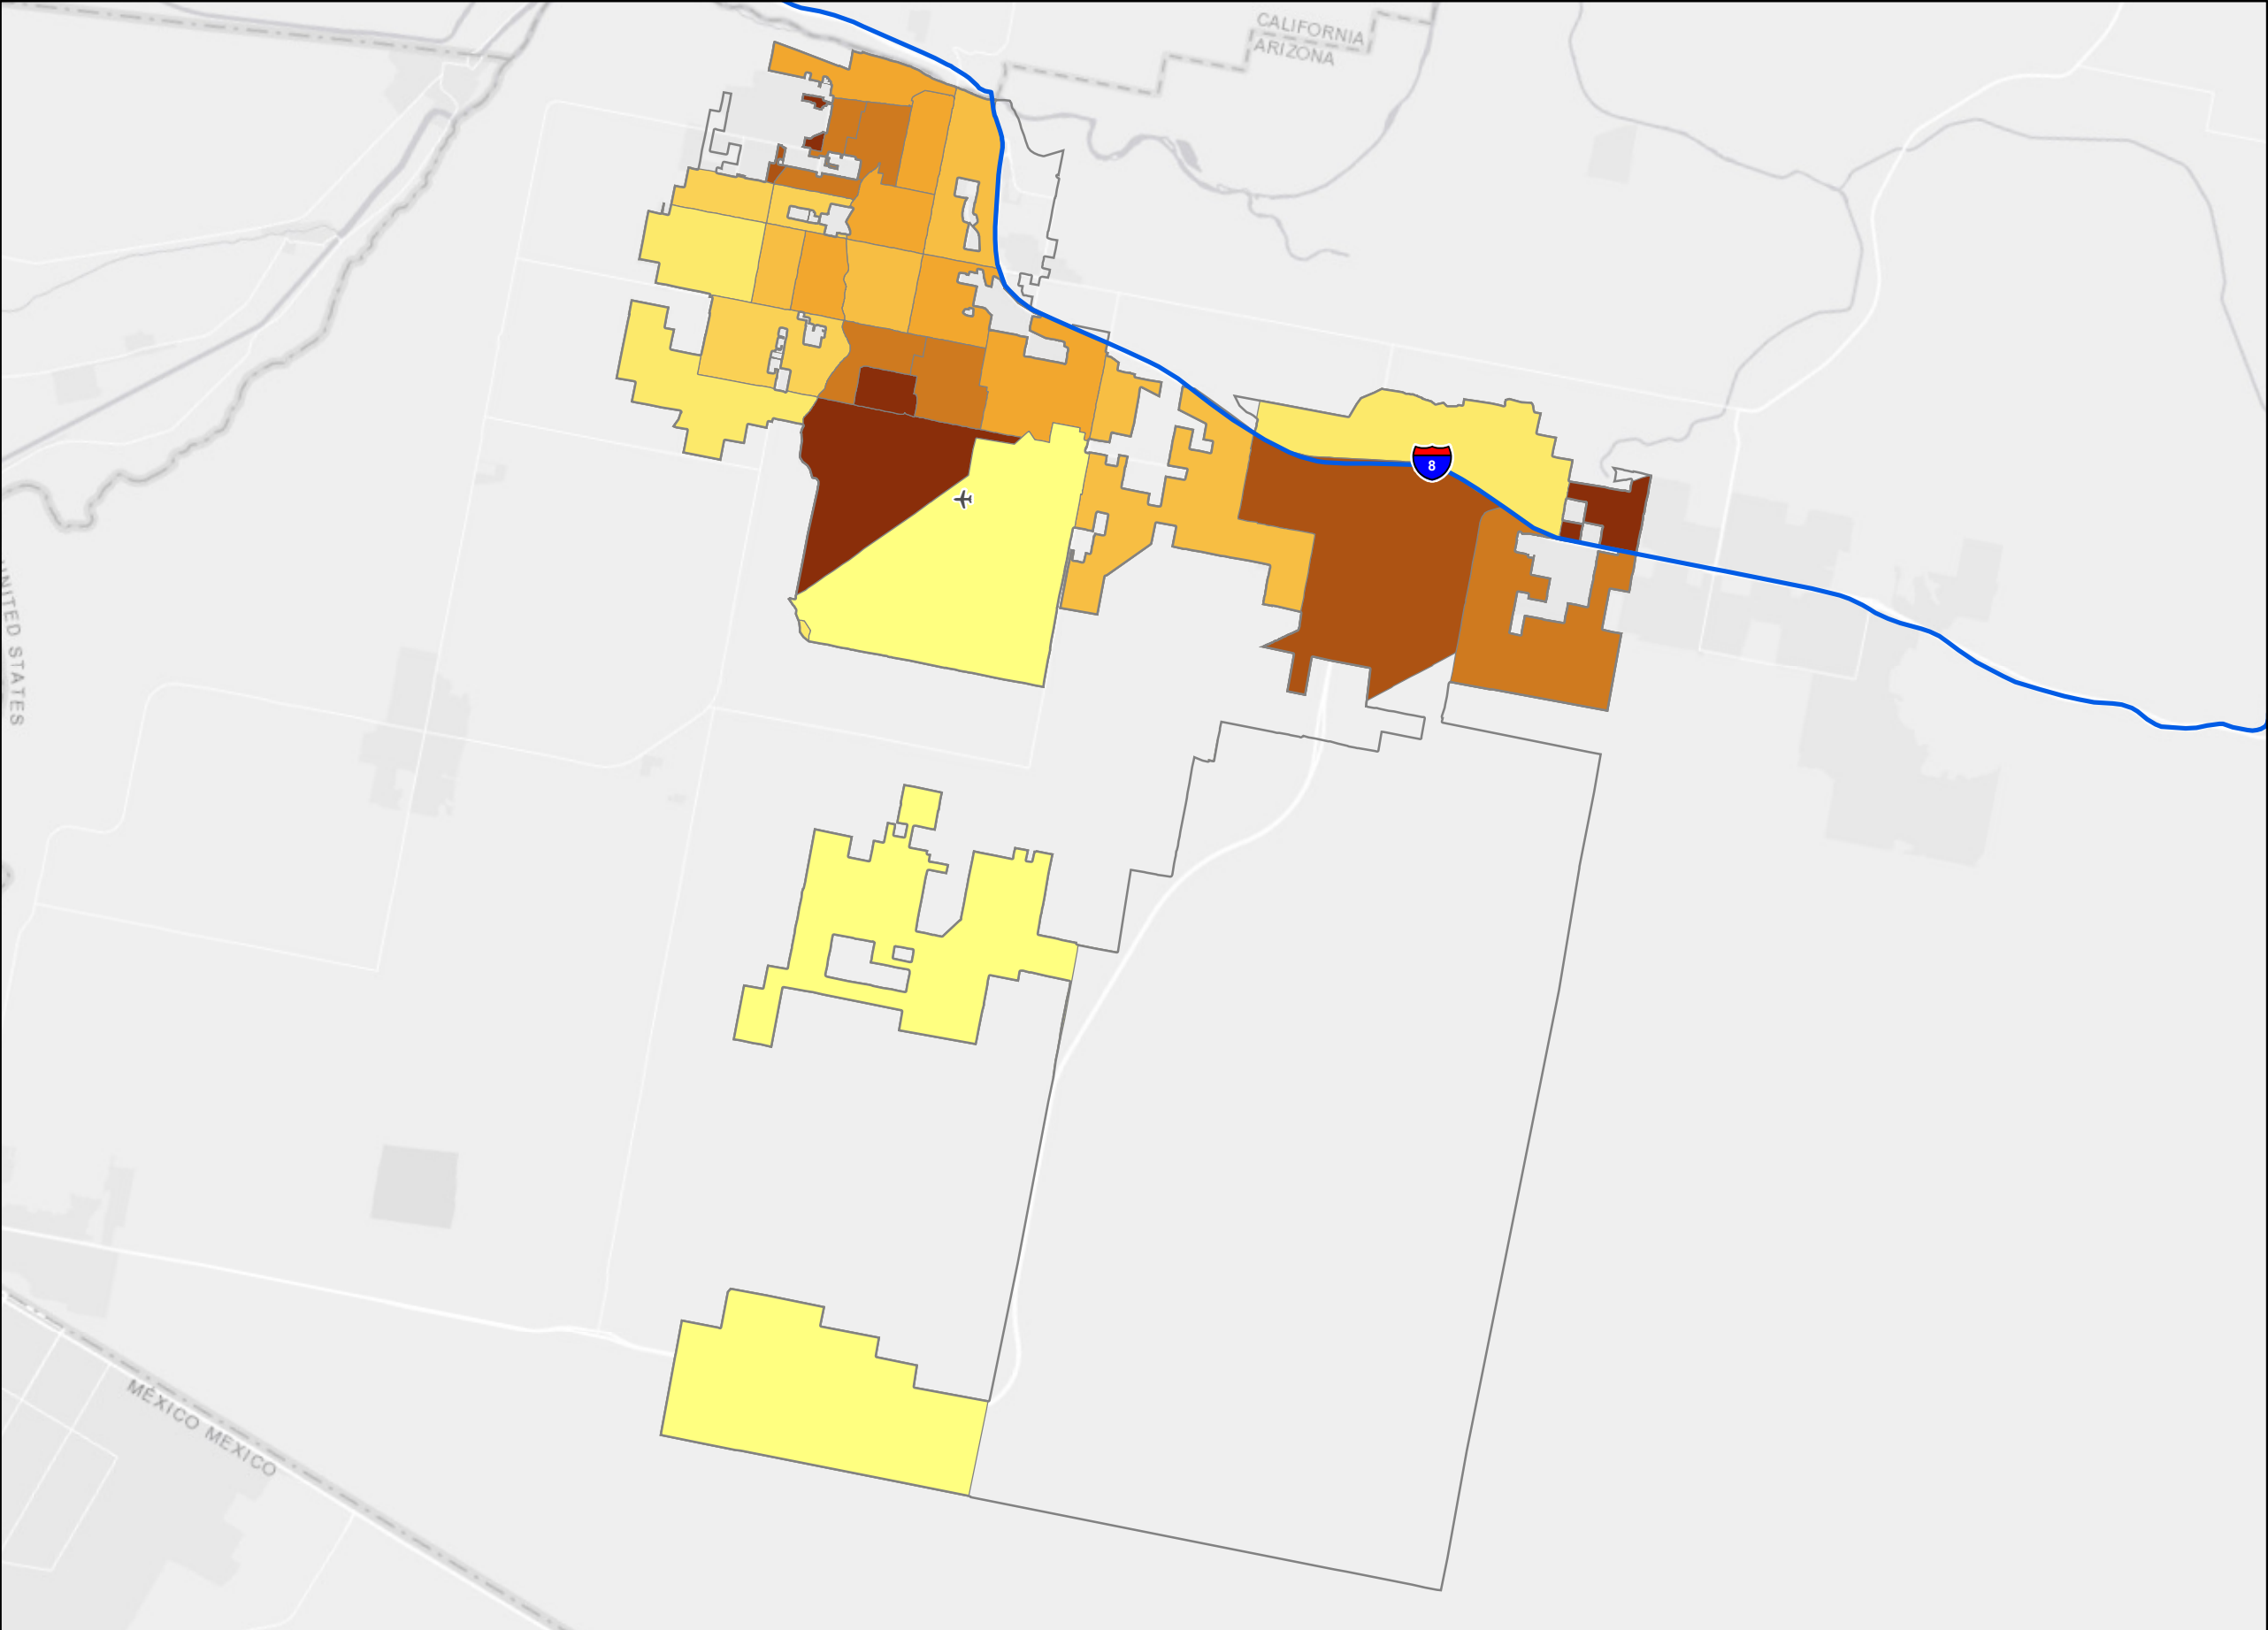 CALIFORNIA
ARIZONA
8
UNITED STATES
MÉXICO MEXICO